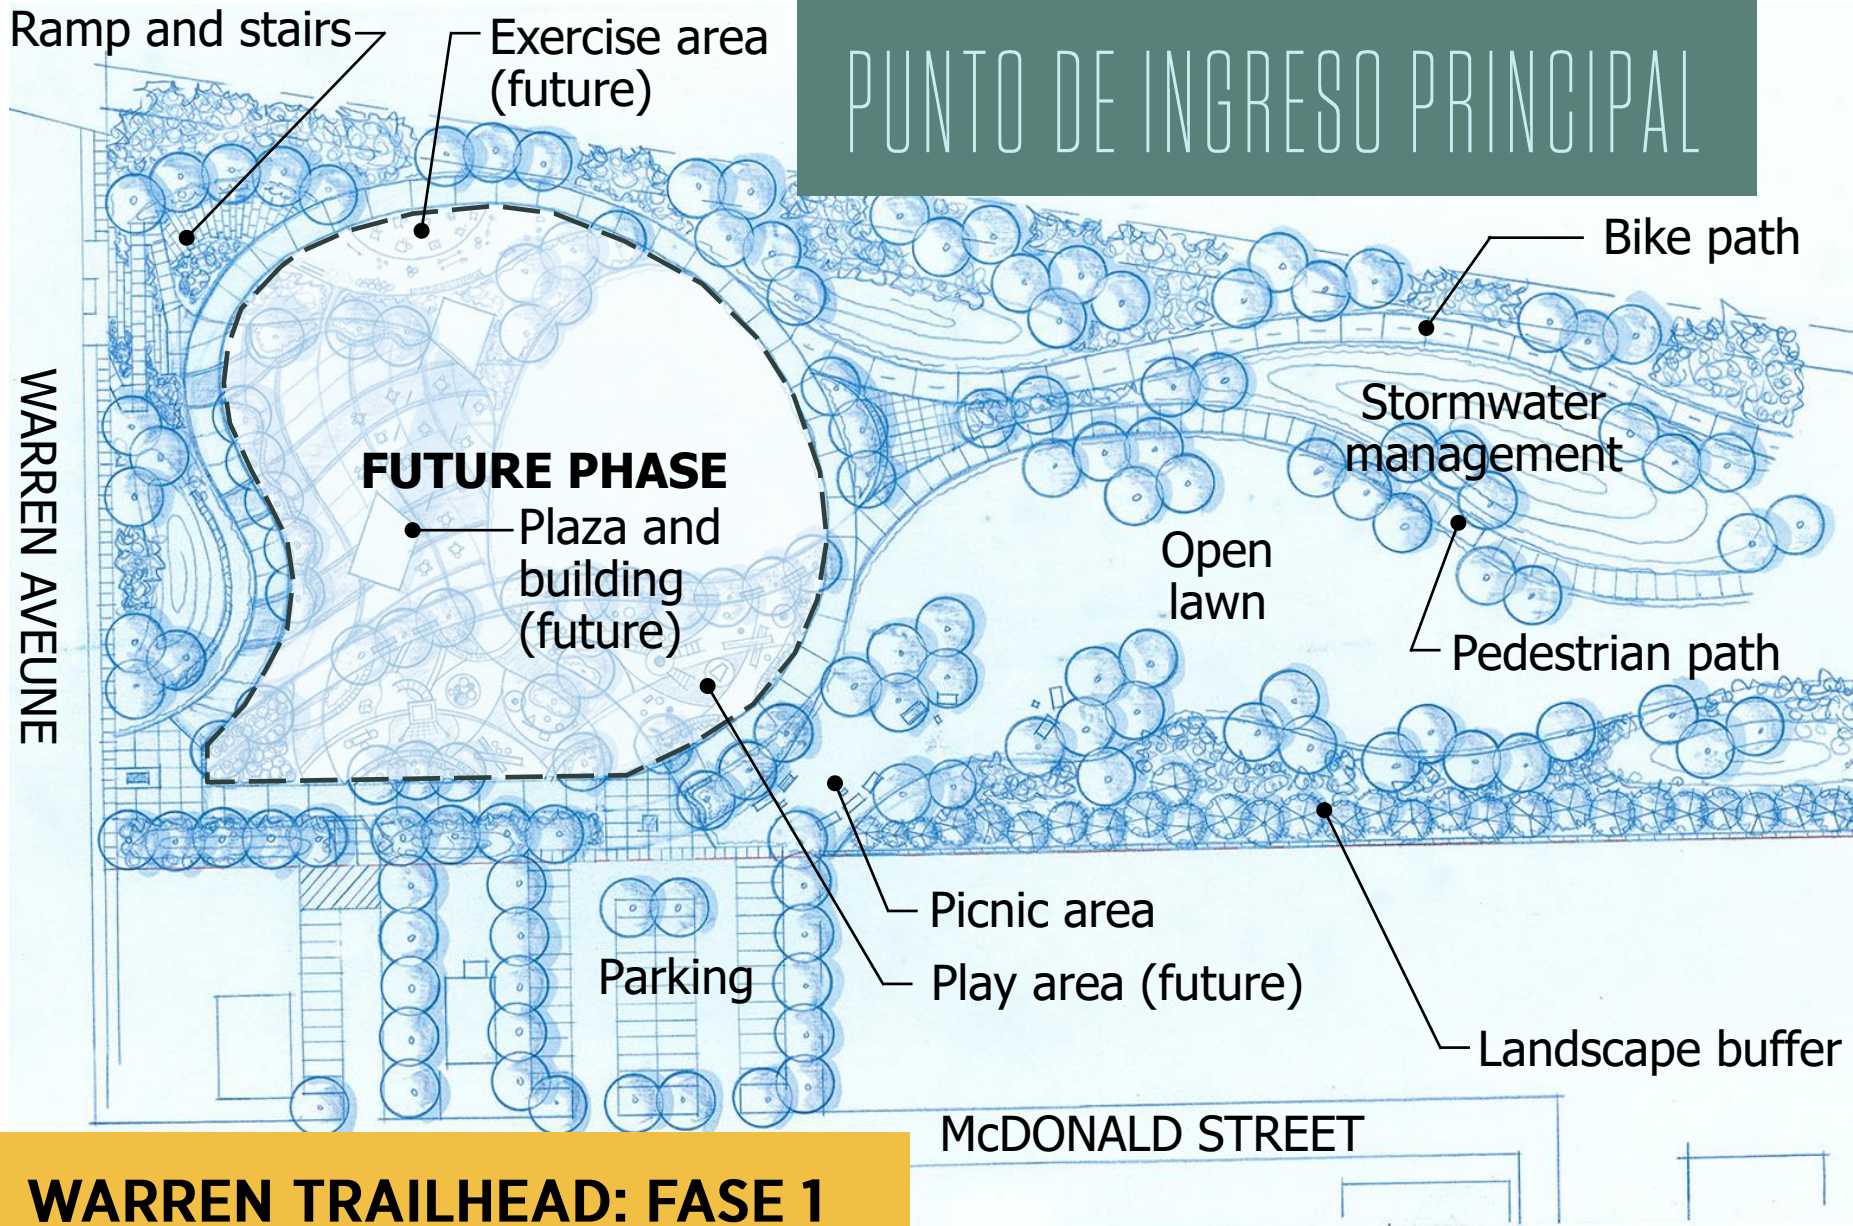 Ramp and stairs
Exercise area
(future)
PUNTO DE INGRESO PRINCIPAL
Bike path
Stormwater
management
WARREN AVEUNE
FUTURE PHASE
Plaza and
building
(future)
Open
lawn
Pedestrian path
Picnic area
Parking
Play area (future)
Landscape buffer
McDONALD STREET
WARREN TRAILHEAD: FASE 1